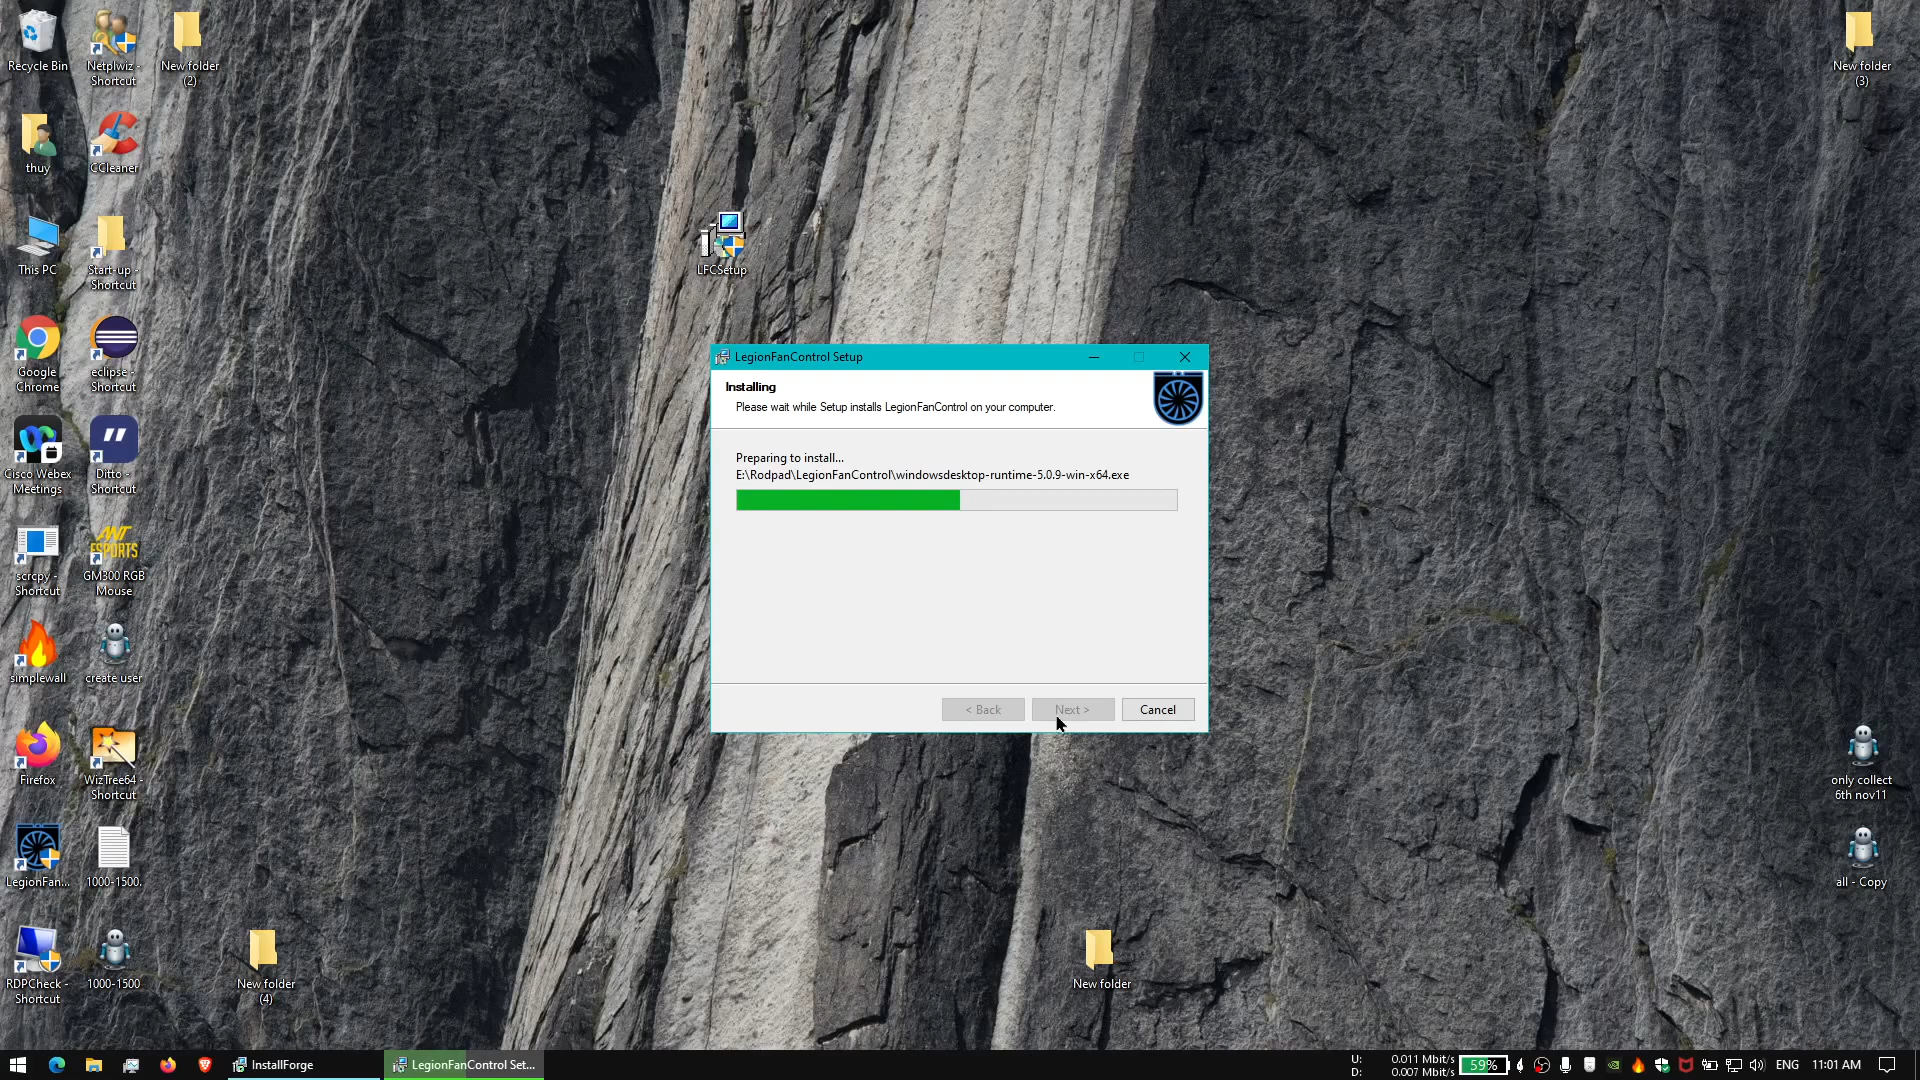 Recycle Bin
Netplwiz -
Shortcut
New folder
(2)
New folder
(3)
thuy
CCleaner
This PC
Start-up -
Shortcut
LFCSetup
Google
Chrome
eclipse -
Shortcut
LegionFanControl Setup
Installing
Please wait while Setup installs LegionFanControl on your computer.
Preparing to install...
E:\Rodpad\LegionFanControl\windowsdesktop-runtime-5.0.9-win-x64.exe
< Back
Next >
Cancel
Cisco Webex
Meetings
Ditto -
Shortcut
scrcpy -
Shortcut
ANT
ESPORTS
GM300 RGB
Mouse
simplewall
create user
Firefox
WizTree64 -
Shortcut
only collect
6th nov11
LegionFan...
1000-1500.
all - Copy
RDPCheck -
Shortcut
1000-1500
New folder
(4)
New folder
InstallForge
LegionFanControl Set...
U: 0.011 Mbit/s
D: 0.007 Mbit/s
59%
ENG
11:01 AM